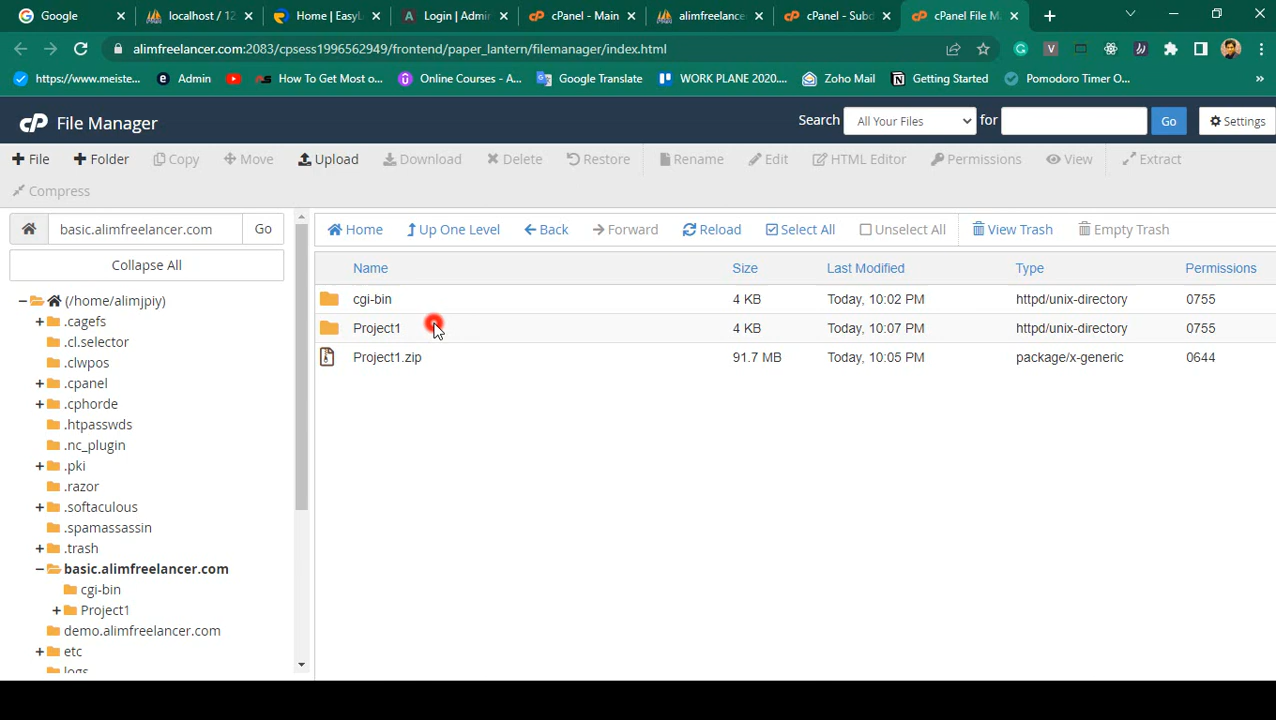 Google
localhost / 12
Home | EasyL
Login | Admin
cPanel - Main
alimfreelance
cPanel - Subd
cPanel File M
alimfreelancer.com:2083/cpsess1996562949/frontend/paper_lantern/filemanager/index.html
https://www.meiste...
Admin
How To Get Most o...
Online Courses - A...
Google Translate
WORK PLANE 2020....
Zoho Mail
Getting Started
Pomodoro Timer O...
»
cP File Manager
Search All Your Files for Go Settings
+ File + Folder Copy Move Upload Download Delete Restore Rename Edit HTML Editor Permissions View Extract
Compress
basic.alimfreelancer.com Go
Home Up One Level Back Forward Reload Select All Unselect All View Trash Empty Trash
Collapse All
Name Size Last Modified Type Permissions
cgi-bin 4 KB Today, 10:02 PM httpd/unix-directory 0755
Project1 4 KB Today, 10:07 PM httpd/unix-directory 0755
Project1.zip 91.7 MB Today, 10:05 PM package/x-generic 0644
(/home/alimjpiy)
.cagefs
.cl.selector
.clwpos
.cpanel
.cphorde
.htpasswds
.nc_plugin
.pki
.razor
.softaculous
.spamassassin
.trash
basic.alimfreelancer.com
cgi-bin
Project1
demo.alimfreelancer.com
etc
logs